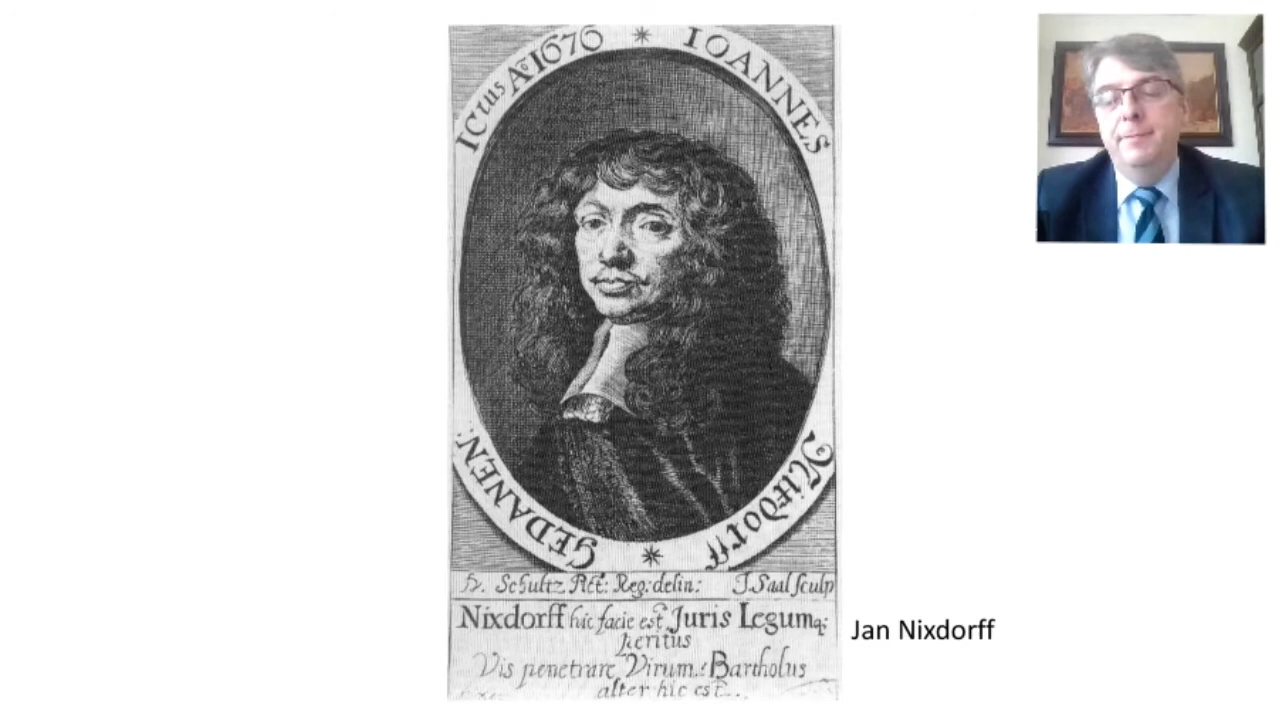 IOANNES
Nixdorff
GEDANEN:
ICtus Aº 1676
D. Schultz Pict: Reg: delin: J. Saal sculp
Nixdorff hic facie est, Juris Legumq;
peritus
Vis penetrare Virum: Bartholus
alter hic est.
Jan Nixdorff